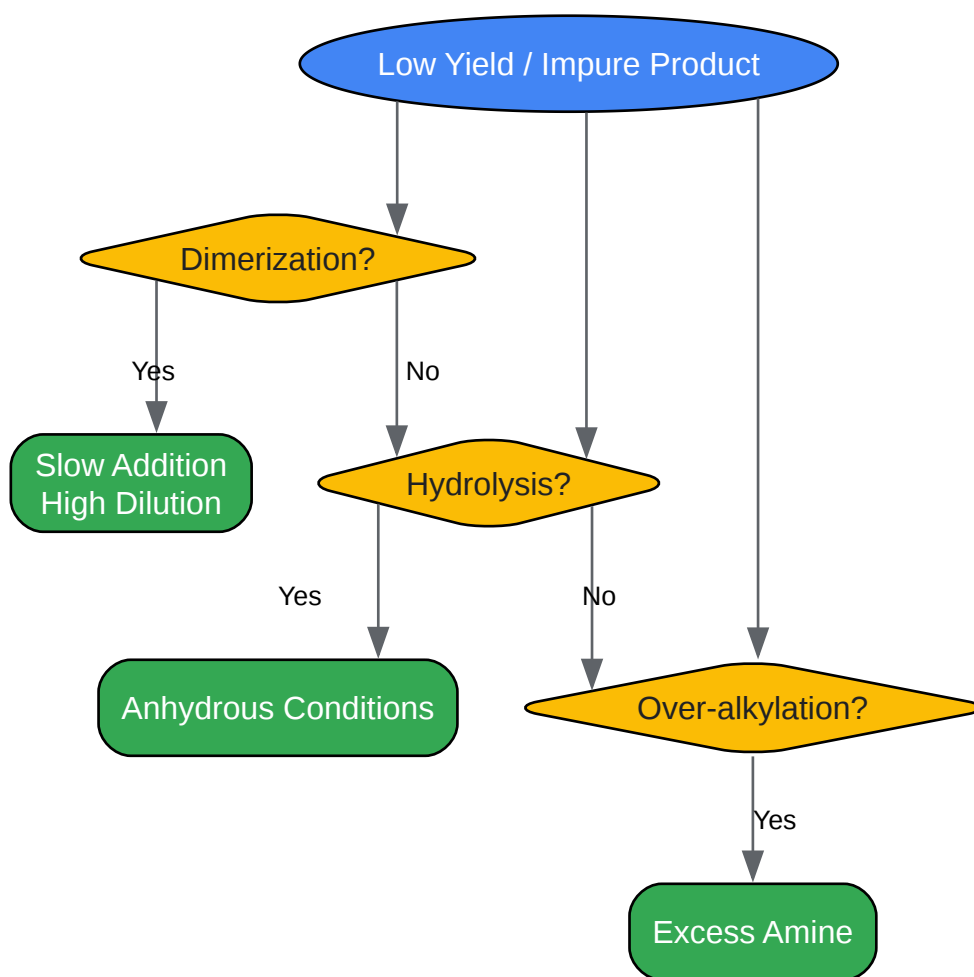 Low Yield / Impure Product
Dimerization?
Yes
No
Slow Addition
High Dilution
Hydrolysis?
Yes
No
Anhydrous Conditions
Over-alkylation?
Yes
Excess Amine